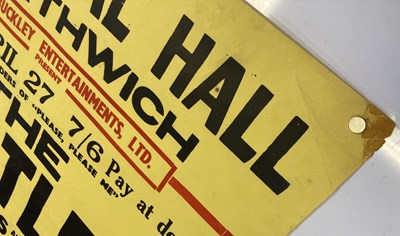 AL HALL
THWICH
UCKLEY ENTERTAINMENTS, LTD.
PRESENT
RIL 27 7/6 Pay at do
DERS OF "PLEASE, PLEASE ME"
THE
TLE
S